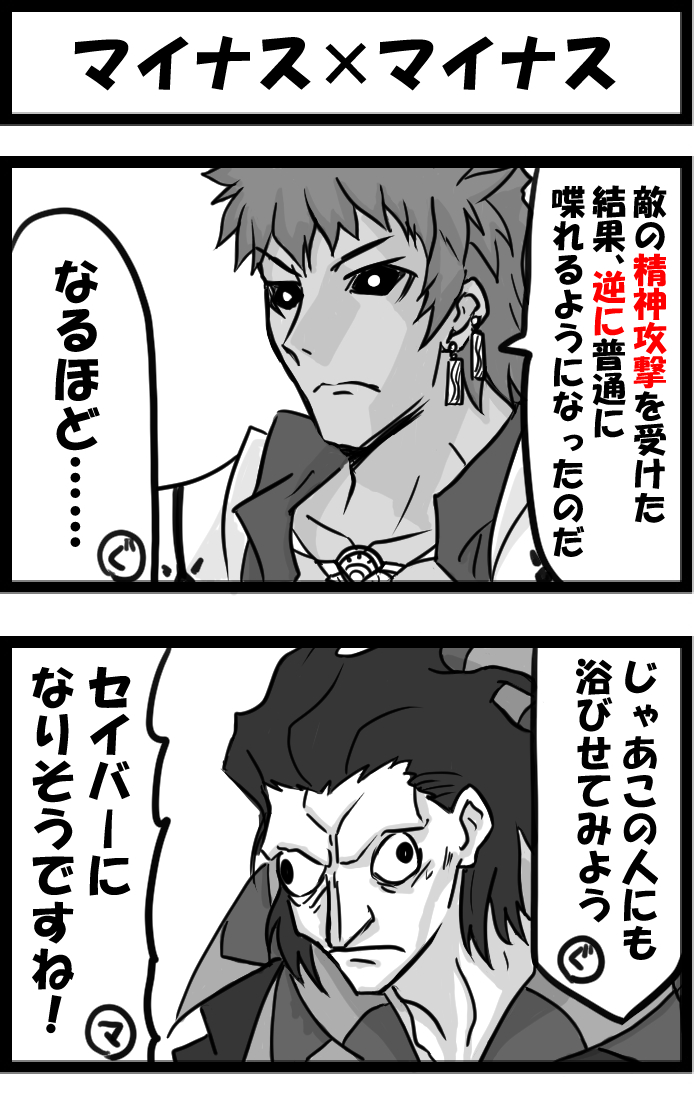 マイナス×マイナス
敵の精神攻撃を受けた
結果、逆に普通に
喋れるようになったのだ
なるほど……
ぐ
じゃあこの人にも
浴びせてみよう
ぐ
セイバーに
なりそうですね！
マ